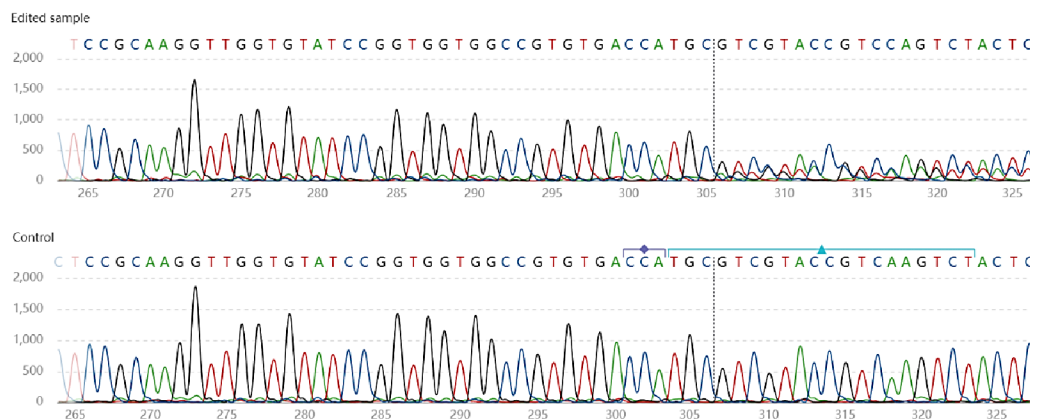 Edited sample
T C C G C A A G G T T G G T G T A T C C G G T G G T G G C C G T G T G A C C A T G C G T C G T A C C G T C C A G T C T A C T C
2,000
1,500
1,000
500
0
265 270 275 280 285 290 295 300 305 310 315 320 325
Control
C T C C G C A A G G T T G G T G T A T C C G G T G G T G G C C G T G T G A C C A T G C G T C G T A C C G T C A A G T C T A C T C
2,000
1,500
1,000
500
0
265 270 275 280 285 290 295 300 305 310 315 320 325